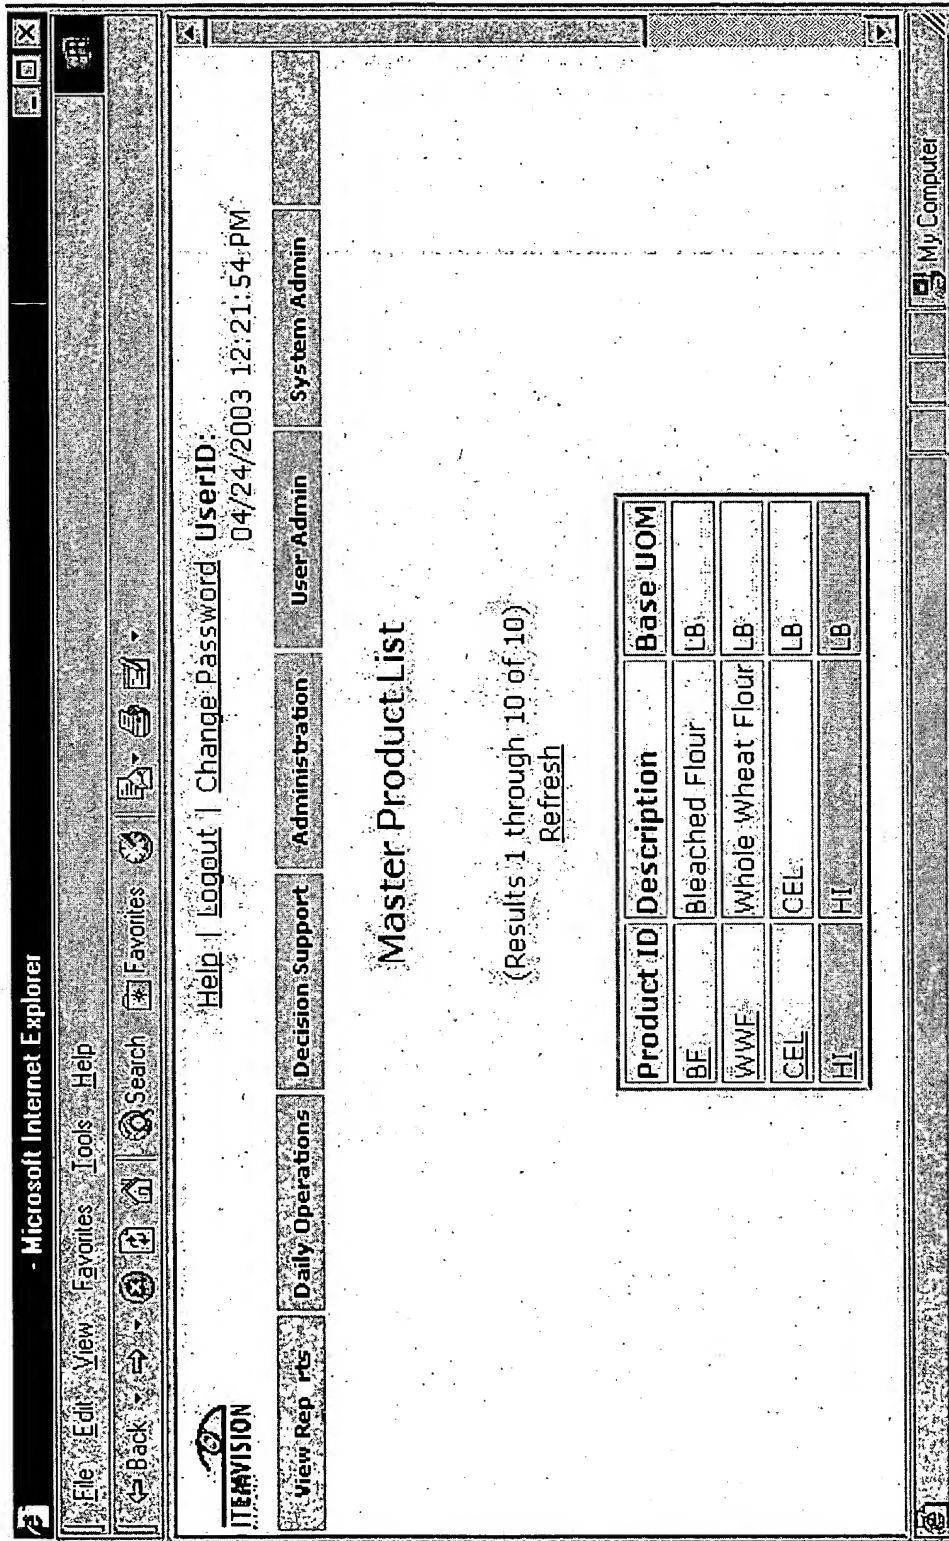 - Microsoft Internet Explorer
File Edit View Favorites Tools Help
Back Search Favorites
ITEMVISION
Help | Logout | Change Password UserID:
04/24/2003 12:21:54 PM
View Rep rts Daily Operations Decision Support Administration User Admin System Admin
Master Product List
(Results 1 through 10 of 10)
Refresh
Product ID Description Base UOM
BF Bleached Flour LB
WWF Whole Wheat Flour LB
CEL CEL LB
HI HI LB
My Computer